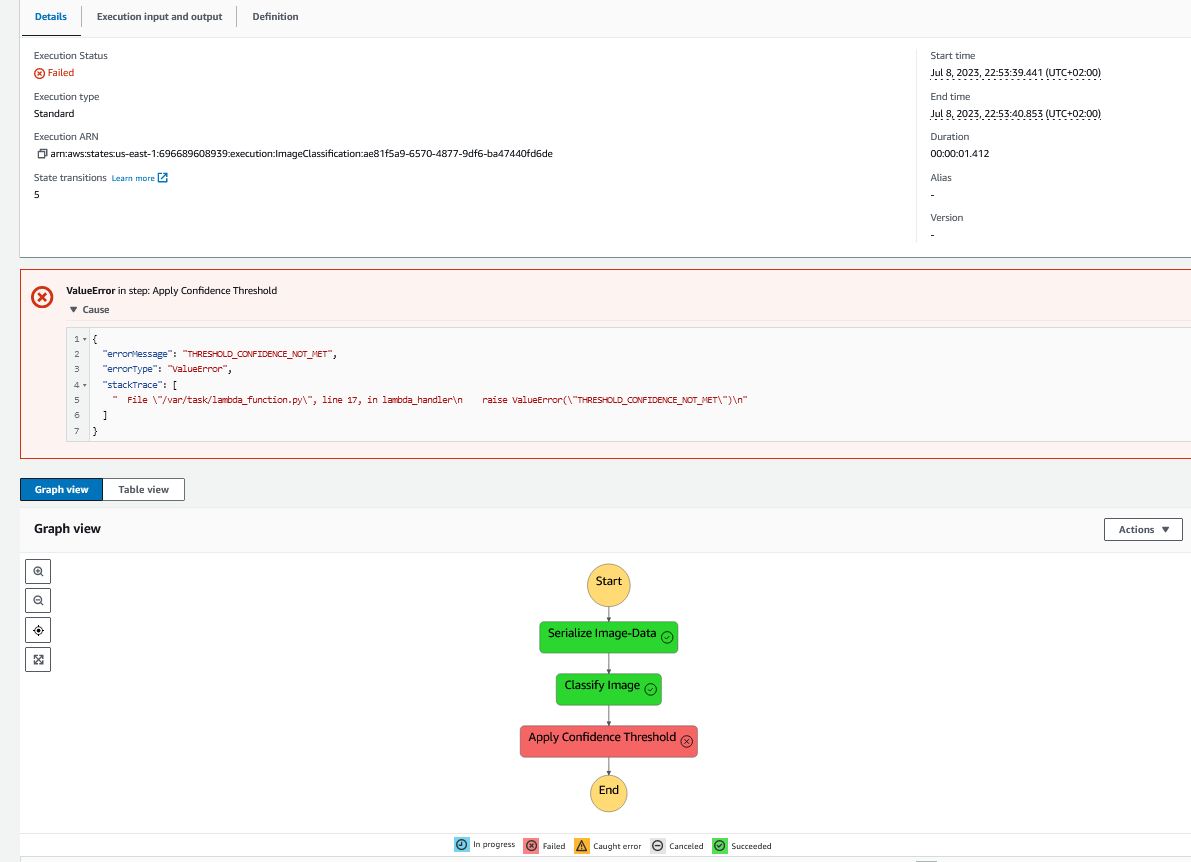 Details Execution input and output Definition
Execution Status
Failed
Execution type
Standard
Execution ARN
arn:aws:states:us-east-1:696689608939:execution:ImageClassification:ae81f5a9-6570-4877-9df6-ba47440fd6de
State transitions Learn more
5
Start time
Jul 8, 2023, 22:53:39.441 (UTC+02:00)
End time
Jul 8, 2023, 22:53:40.853 (UTC+02:00)
Duration
00:00:01.412
Alias
-
Version
-
ValueError in step: Apply Confidence Threshold
Cause
1 {
2 "errorMessage": "THRESHOLD_CONFIDENCE_NOT_MET",
3 "errorType": "ValueError",
4 "stackTrace": [
5 " File \"/var/task/lambda_function.py\", line 17, in lambda_handler\n raise ValueError(\"THRESHOLD_CONFIDENCE_NOT_MET\")\n"
6 ]
7 }
Graph view Table view
Graph view Actions
Start
Serialize Image-Data
Classify Image
Apply Confidence Threshold
End
In progress Failed Caught error Canceled Succeeded